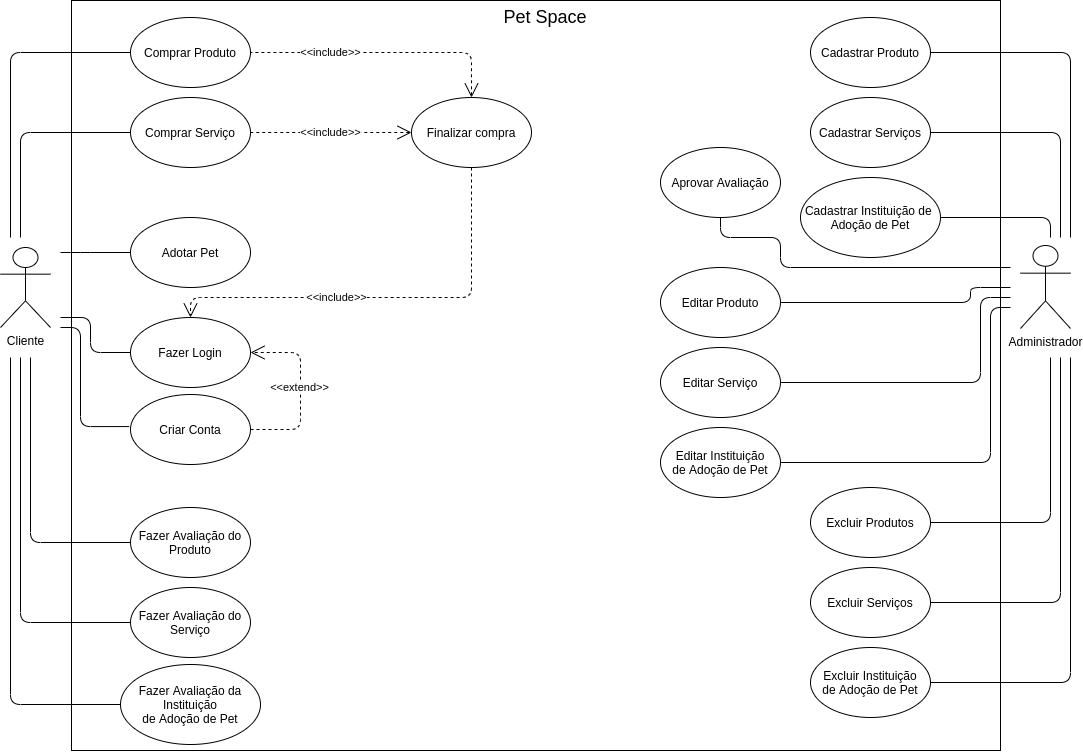 Pet Space
Comprar Produto
<<include>>
Comprar Serviço
<<include>>
Finalizar compra
Adotar Pet
<<include>>
Fazer Login
<<extend>>
Criar Conta
Cliente
Fazer Avaliação do
Produto
Fazer Avaliação do
Serviço
Fazer Avaliação da
Instituição
de Adoção de Pet
Cadastrar Produto
Cadastrar Serviços
Aprovar Avaliação
Cadastrar Instituição de
Adoção de Pet
Editar Produto
Administrador
Editar Serviço
Editar Instituição
de Adoção de Pet
Excluir Produtos
Excluir Serviços
Excluir Instituição
de Adoção de Pet